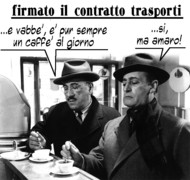 firmato il contratto trasporti
...e vabbe', e' pur sempre
un caffe' al giorno
...si,
ma amaro!